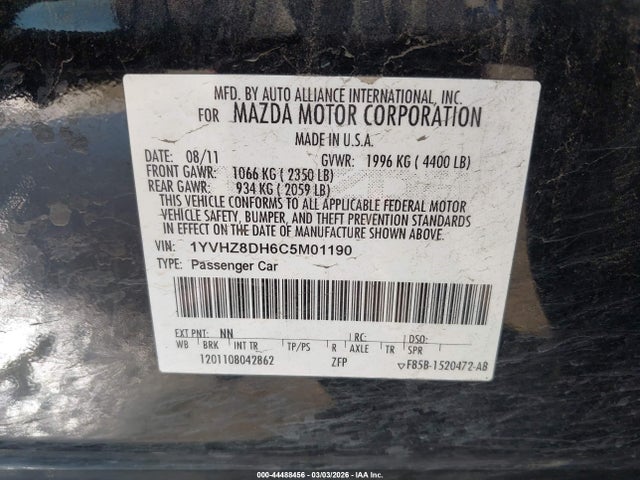 MFD. BY AUTO ALLIANCE INTERNATIONAL, INC.
FOR MAZDA MOTOR CORPORATION
MADE IN U.S.A.
DATE: 08/11 GVWR: 1996 KG ( 4400 LB)
FRONT GAWR: 1066 KG ( 2350 LB)
REAR GAWR: 934 KG ( 2059 LB)
THIS VEHICLE CONFORMS TO ALL APPLICABLE FEDERAL MOTOR
VEHICLE SAFETY, BUMPER, AND THEFT PREVENTION STANDARDS
IN EFFECT ON THE DATE OF MANUFACTURE SHOWN ABOVE.
VIN: 1YVHZ8DH6C5M01190
TYPE: Passenger Car
EXT PNT: NN RC: DSO:
WB BRK INT TR TP/PS R AXLE TR SPR
1201108042862 ZFP F85B-1520472-AB
000-44488456 - 03/03/2026 - IAA Inc.